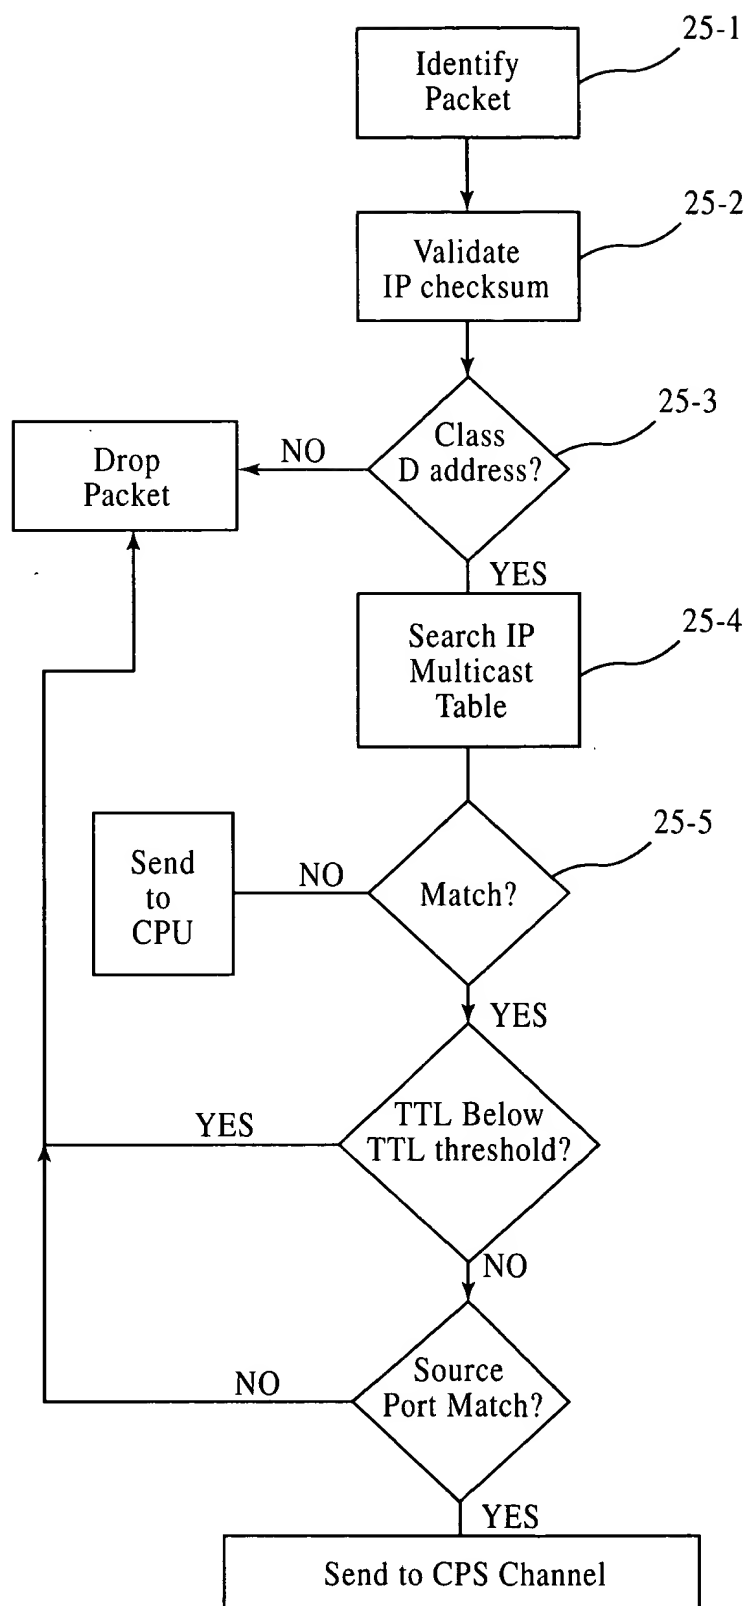 25-1
Identify
Packet
25-2
Validate
IP checksum
25-3
Class
D address?
NO
Drop
Packet
YES
25-4
Search IP
Multicast
Table
25-5
Match?
NO
Send
to
CPU
YES
TTL Below
TTL threshold?
YES
NO
Source
Port Match?
NO
YES
Send to CPS Channel